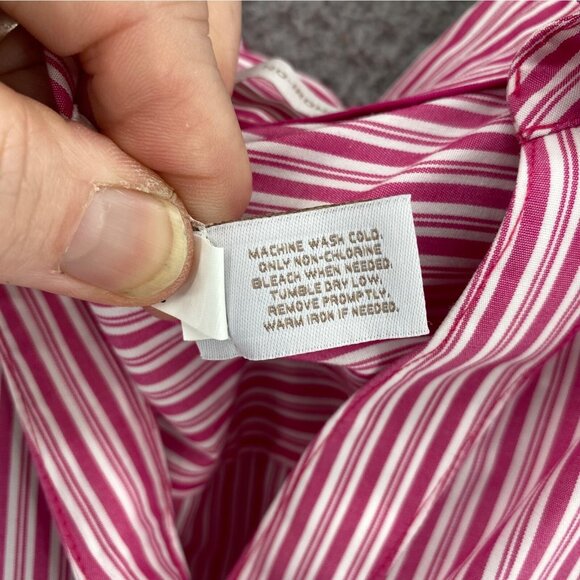 MACHINE WASH COLD.
ONLY NON-CHLORINE
BLEACH WHEN NEEDED.
TUMBLE DRY LOW.
REMOVE PROMPTLY.
WARM IRON IF NEEDED.